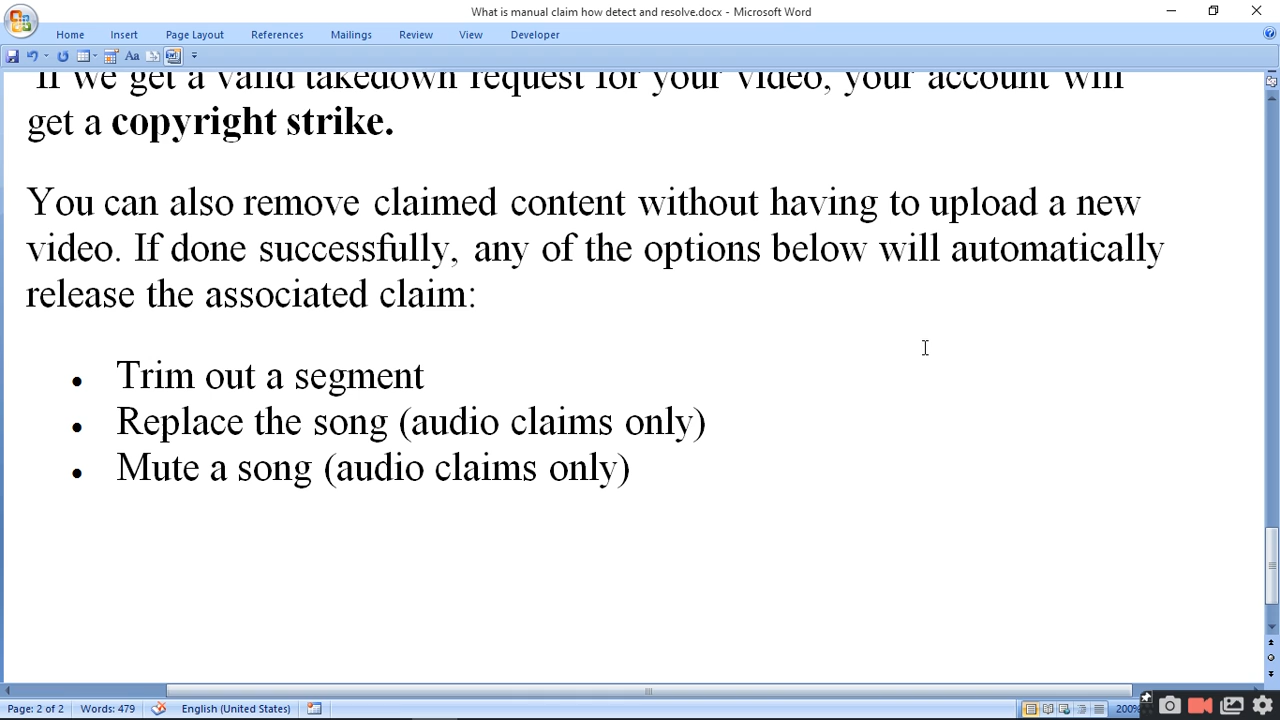 What is manual claim how detect and resolve.docx - Microsoft Word
Home Insert Page Layout References Mailings Review View Developer
Aa
If we get a valid takedown request for your video, your account will
get a copyright strike.
You can also remove claimed content without having to upload a new
video. If done successfully, any of the options below will automatically
release the associated claim:
• Trim out a segment
• Replace the song (audio claims only)
• Mute a song (audio claims only)
Page: 2 of 2 Words: 479 English (United States) 200%